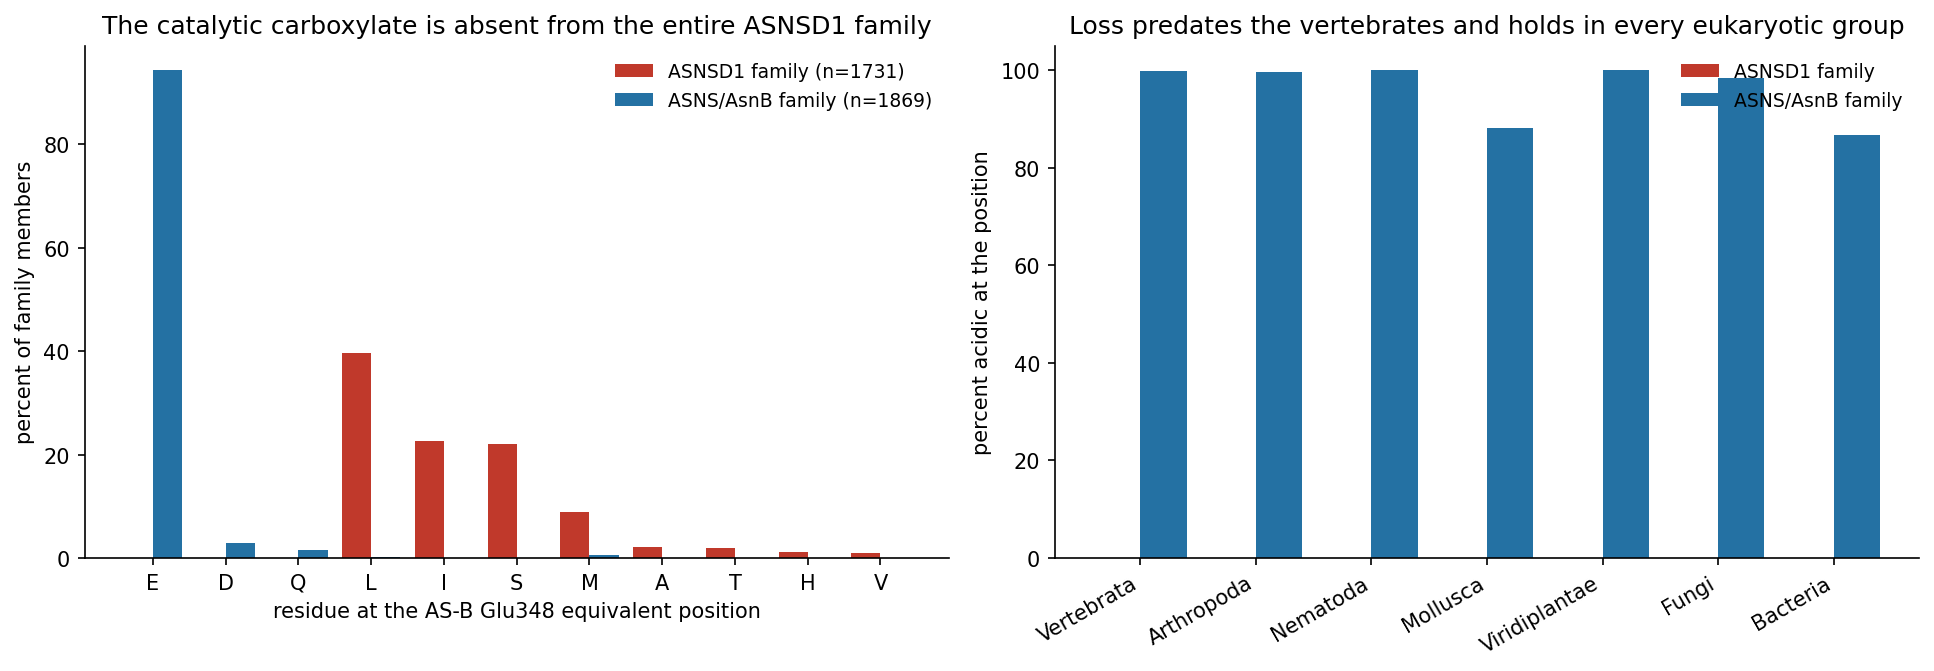 The catalytic carboxylate is absent from the entire ASNSD1 family
ASNSD1 family (n=1731)
ASNS/AsnB family (n=1869)
percent of family members
80
60
40
20
0
E D Q L I S M A T H V
residue at the AS-B Glu348 equivalent position
Loss predates the vertebrates and holds in every eukaryotic group
ASNSD1 family
ASNS/AsnB family
percent acidic at the position
100
80
60
40
20
0
Vertebrata
Arthropoda
Nematoda
Mollusca
Viridiplantae
Fungi
Bacteria